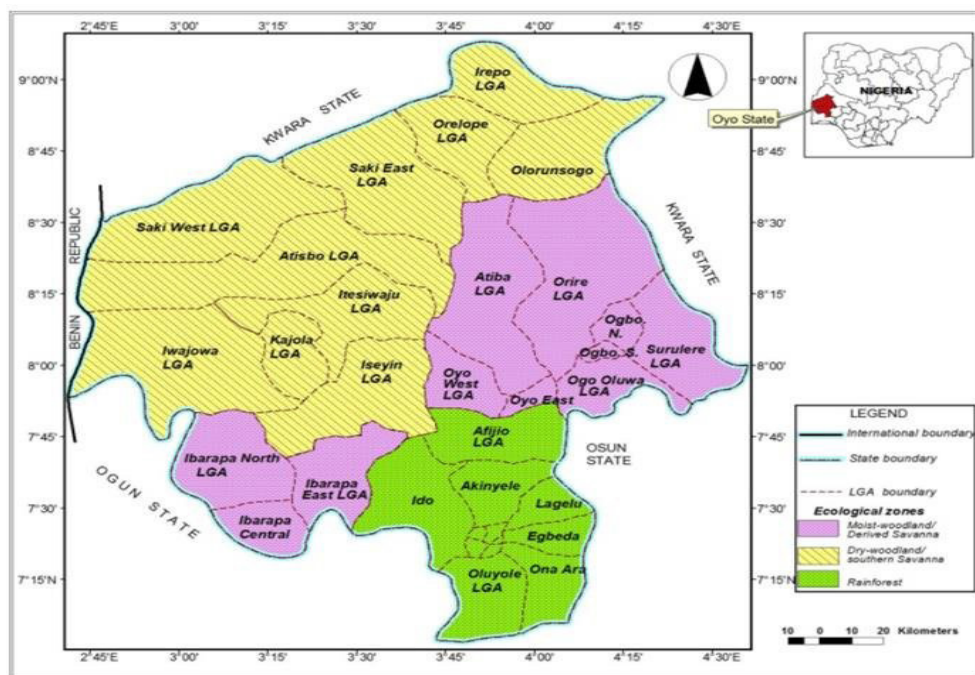 2°45'E 3°00' 3°15' 3°30' 3°45' 4°00' 4°15' 4°30'E
9°00'N
8°45'
8°30'
8°15'
8°00'
7°45'
7°30'
7°15'
9°00'N
8°45'
8°30'
8°15'
8°00'
7°45'
7°30'
7°15'
2°45'E 3°00' 3°15' 3°30' 3°45' 4°00' 4°15' 4°30'E
KWARA STATE
KWARA STATE
BENIN REPUBLIC
OGUN STATE
OSUN
STATE
Irepo
LGA
Orelope
LGA
Olorunsogo
Saki East
LGA
Saki West LGA
Atisbo LGA
Itesiwaju
LGA
Iwajowa
LGA
Kajola
LGA
Iseyin
LGA
Atiba
LGA
Orire
LGA
Ogbo
N.
Ogbo S.
Surulere
LGA
Ogo Oluwa
LGA
Oyo
West
LGA
Oyo East
Ibarapa North
LGA
Ibarapa
East LGA
Ibarapa
Central
Afijio
LGA
Akinyele
Ido
Lagelu
Egbeda
Ona Ara
Oluyole
LGA
NIGERIA
Oyo State
LEGEND
International boundary
State boundary
LGA boundary
Ecological zones
Moist-woodland/
Derived Savanna
Dry-woodland/
southern Savanna
Rainforest
10 0 10 20 Kilometers